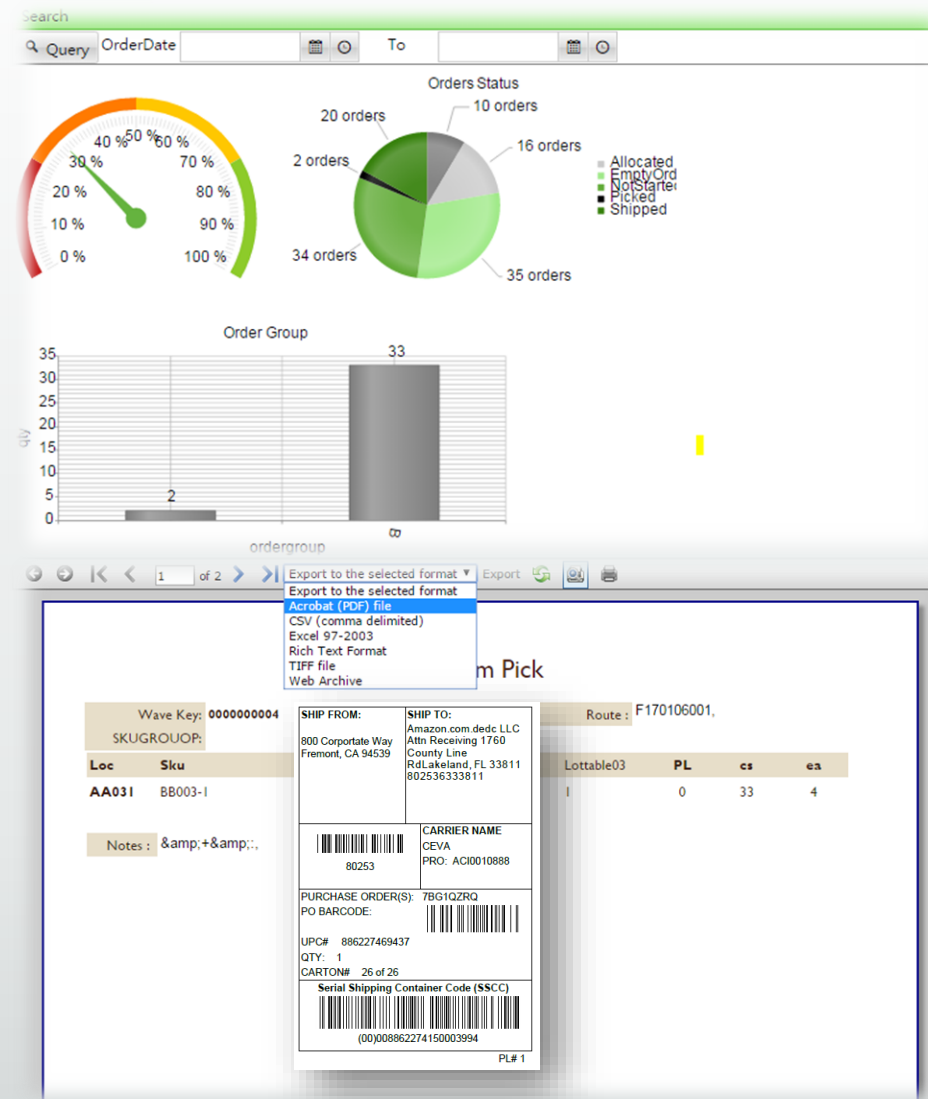 Search
Query OrderDate To
Orders Status
20 orders
10 orders
16 orders
2 orders
34 orders
35 orders
Allocated
EmptyOrd
NotStarte
Picked
Shipped
0 %
10 %
20 %
30 %
40 %
50 %
60 %
70 %
80 %
90 %
100 %
Order Group
35
30
25
20
15
10
5
0
qty
2
33
8
ordergroup
1 of 2 Export to the selected format Export
Export to the selected format
Acrobat (PDF) file
CSV (comma delimited)
Excel 97-2003
Rich Text Format
TIFF file
Web Archive
m Pick
Wave Key: 0000000004
Route : F170106001,
SKUGROUOP:
Loc Sku Lottable03 PL cs ea
AA031 BB003-1 1 0 33 4
Notes : &amp;+&amp;:,
SHIP FROM:
800 Corportate Way
Fremont, CA 94539
SHIP TO:
Amazon.com.dedc LLC
Attn Receiving 1760
County Line
RdLakeland, FL 33811
802536333811
80253
CARRIER NAME
CEVA
PRO: ACI0010888
PURCHASE ORDER(S): 7BG1QZRQ
PO BARCODE:
UPC# 886227469437
QTY: 1
CARTON# 26 of 26
Serial Shipping Container Code (SSCC)
(00)008862274150003994
PL# 1